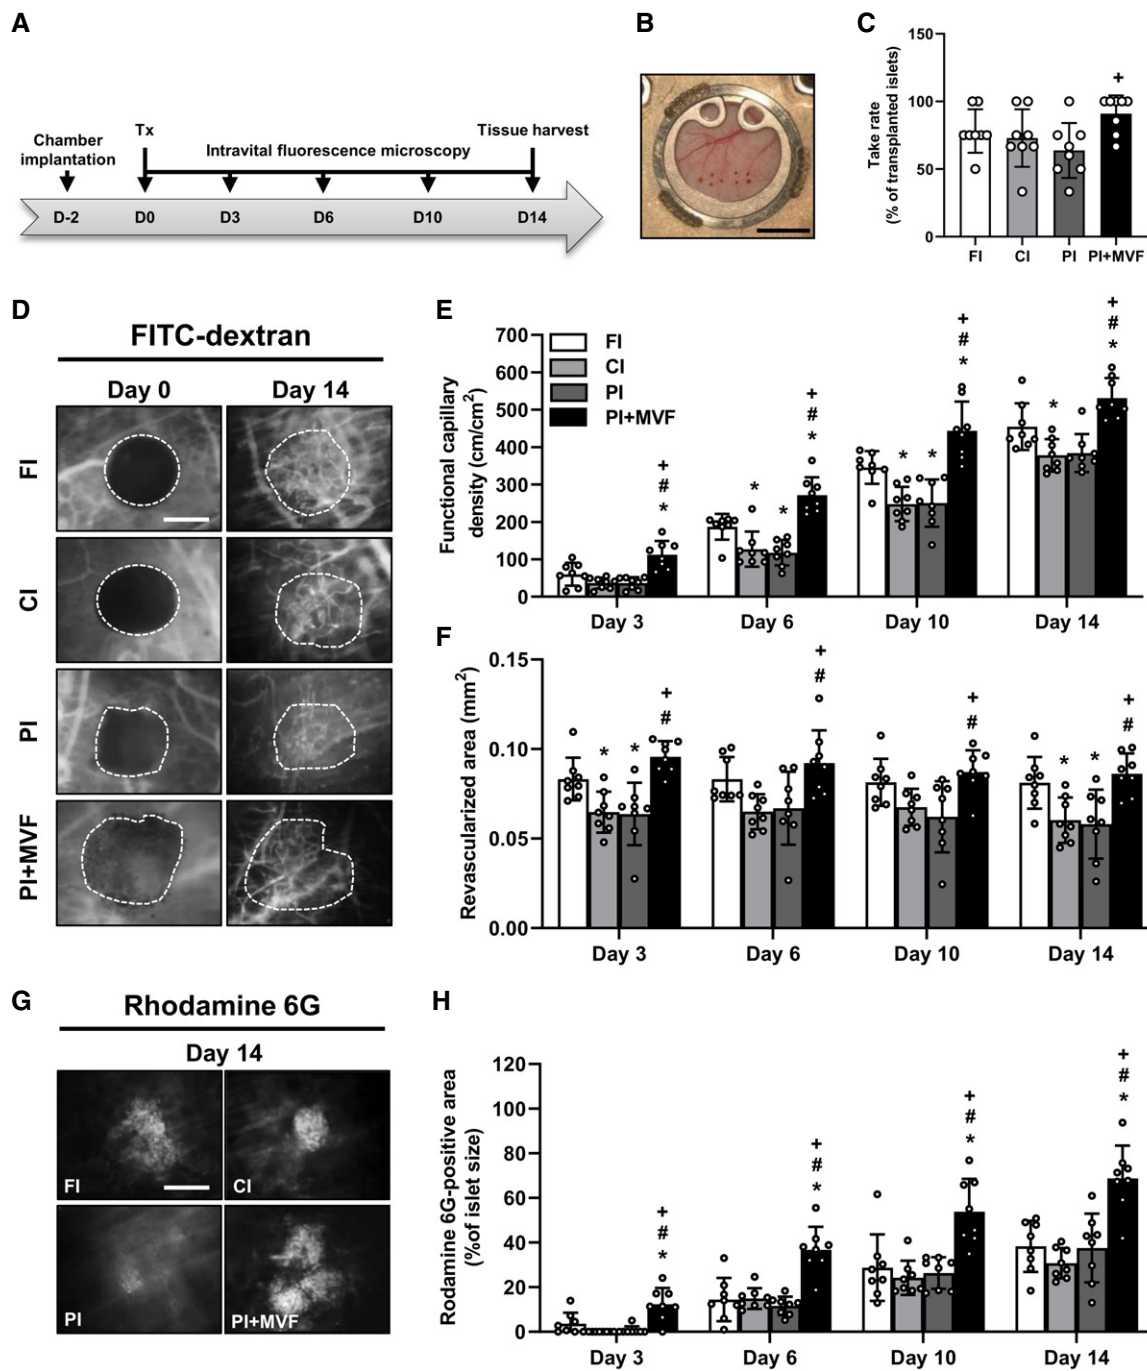 A
Chamber
implantation
Tx
Intravital fluorescence microscopy
Tissue harvest
D-2
D0
D3
D6
D10
D14
B
C
Take rate
(% of transplanted islets)
150
100
50
0
+
FI
CI
PI
PI+MVF
D
FITC-dextran
Day 0
Day 14
FI
CI
PI
PI+MVF
E
Functional capillary
density (cm/cm²)
700
600
500
400
300
200
100
0
FI
CI
PI
PI+MVF
+
#
*
*
*
+
#
*
*
*
+
#
*
*
+
#
*
Day 3
Day 6
Day 10
Day 14
F
Revascularized area (mm²)
0.15
0.10
0.05
0.00
*
*
+
#
+
#
+
#
*
*
+
#
Day 3
Day 6
Day 10
Day 14
G
Rhodamine 6G
Day 14
FI
CI
PI
PI+MVF
H
Rodamine 6G-positive area
(%of islet size)
120
100
80
60
40
20
0
+
#
*
+
#
*
+
#
*
+
#
*
Day 3
Day 6
Day 10
Day 14